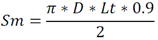 Sm = π * D * Lt * 0.9 / 2